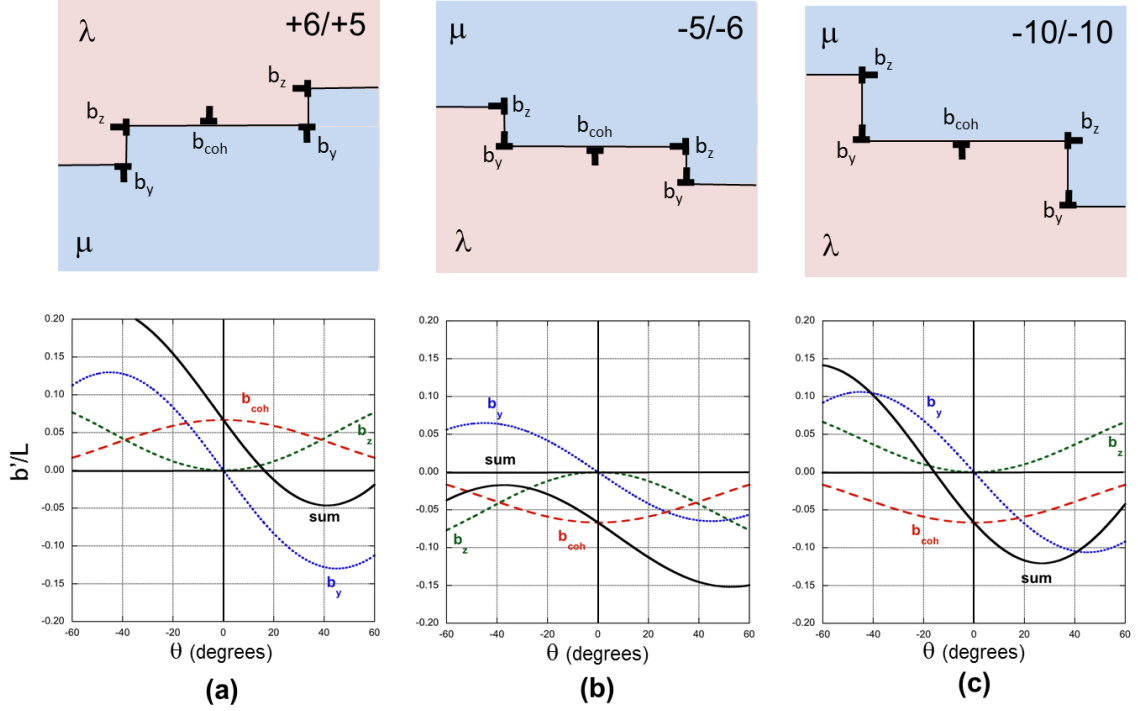 λ
+6/+5
b_z
b_z
b_coh
b_y
b_y
μ
μ
-5/-6
b_z
b_coh
b_z
b_y
b_y
λ
μ
-10/-10
b_z
b_coh
b_z
b_y
b_y
λ
b'/L
0.20
0.15
0.10
0.05
0.00
-0.05
-0.10
-0.15
-0.20
b_coh
b_z
sum
b_y
-60 -40 -20 0 20 40 60
θ (degrees)
(a)
0.20
0.15
0.10
0.05
0.00
-0.05
-0.10
-0.15
-0.20
b_y
sum
b_z
b_coh
-60 -40 -20 0 20 40 60
θ (degrees)
(b)
0.20
0.15
0.10
0.05
0.00
-0.05
-0.10
-0.15
-0.20
b_y
b_z
b_coh
sum
-60 -40 -20 0 20 40 60
θ (degrees)
(c)